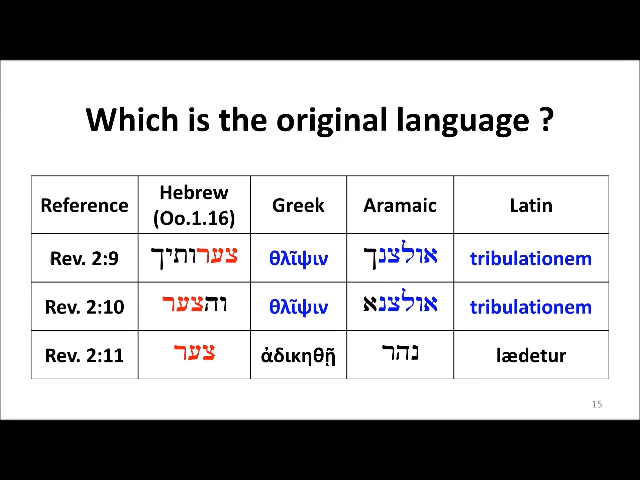 Which is the original language ?
Reference Hebrew (Oo.1.16) Greek Aramaic Latin
Rev. 2:9 צערותיך θλῖψιν אולצנך tribulationem
Rev. 2:10 והצער θλῖψιν אולצנא tribulationem
Rev. 2:11 צער ἀδικηθῇ נהר lædetur
15